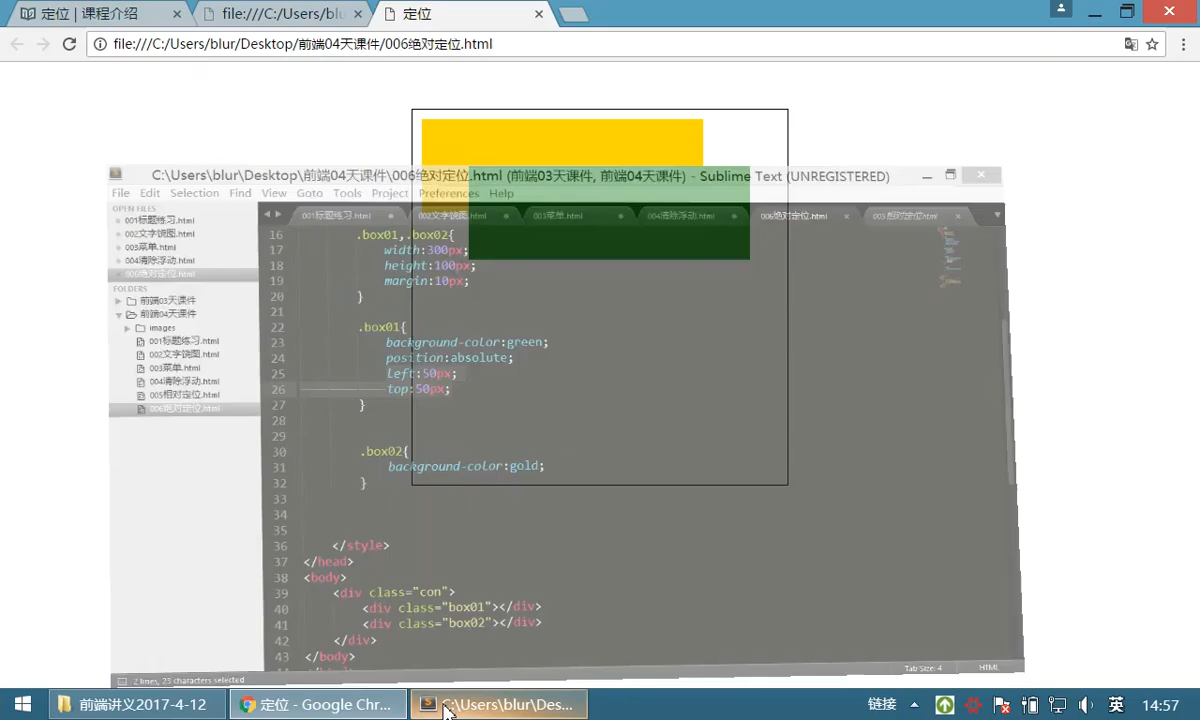 定位 | 课程介绍
file:///C:/Users/bl
定位
file:///C:/Users/blur/Desktop/前端04天课件/006绝对定位.html
C:\Users\blur\Desktop\前端04天课件\006绝对定位.html (前端03天课件, 前端04天课件) - Sublime Text (UNREGISTERED)
File Edit Selection Find View Goto Tools Project Preferences Help
OPEN FILES
001标题练习.html
002文字饼图.html
003菜单.html
004清除浮动.html
006绝对定位.html
FOLDERS
前端03天课件
前端04天课件
images
001标题练习.html
002文字饼图.html
003菜单.html
004清除浮动.html
005相对定位.html
006绝对定位.html
001标题练习.html 002文字饼图.html 003菜单.html 004清除浮动.html 006绝对定位.html
16 .box01,.box02{
17 width:300px;
18 height:100px;
19 margin:10px;
20 }
21
22 .box01{
23 background-color:green;
24 position:absolute;
25 left:50px;
26 top:50px;
27 }
28
29
30 .box02{
31 background-color:gold;
32 }
33
34
35
36 </style>
37 </head>
38 <body>
39 <div class="con">
40 <div class="box01"></div>
41 <div class="box02"></div>
42 </div>
43 </body>
2 lines, 23 characters selected
Tab Size: 4 HTML
前端讲义2017-4-12
定位 - Google Chr...
C:\Users\blur\Des...
链接
英
14:57